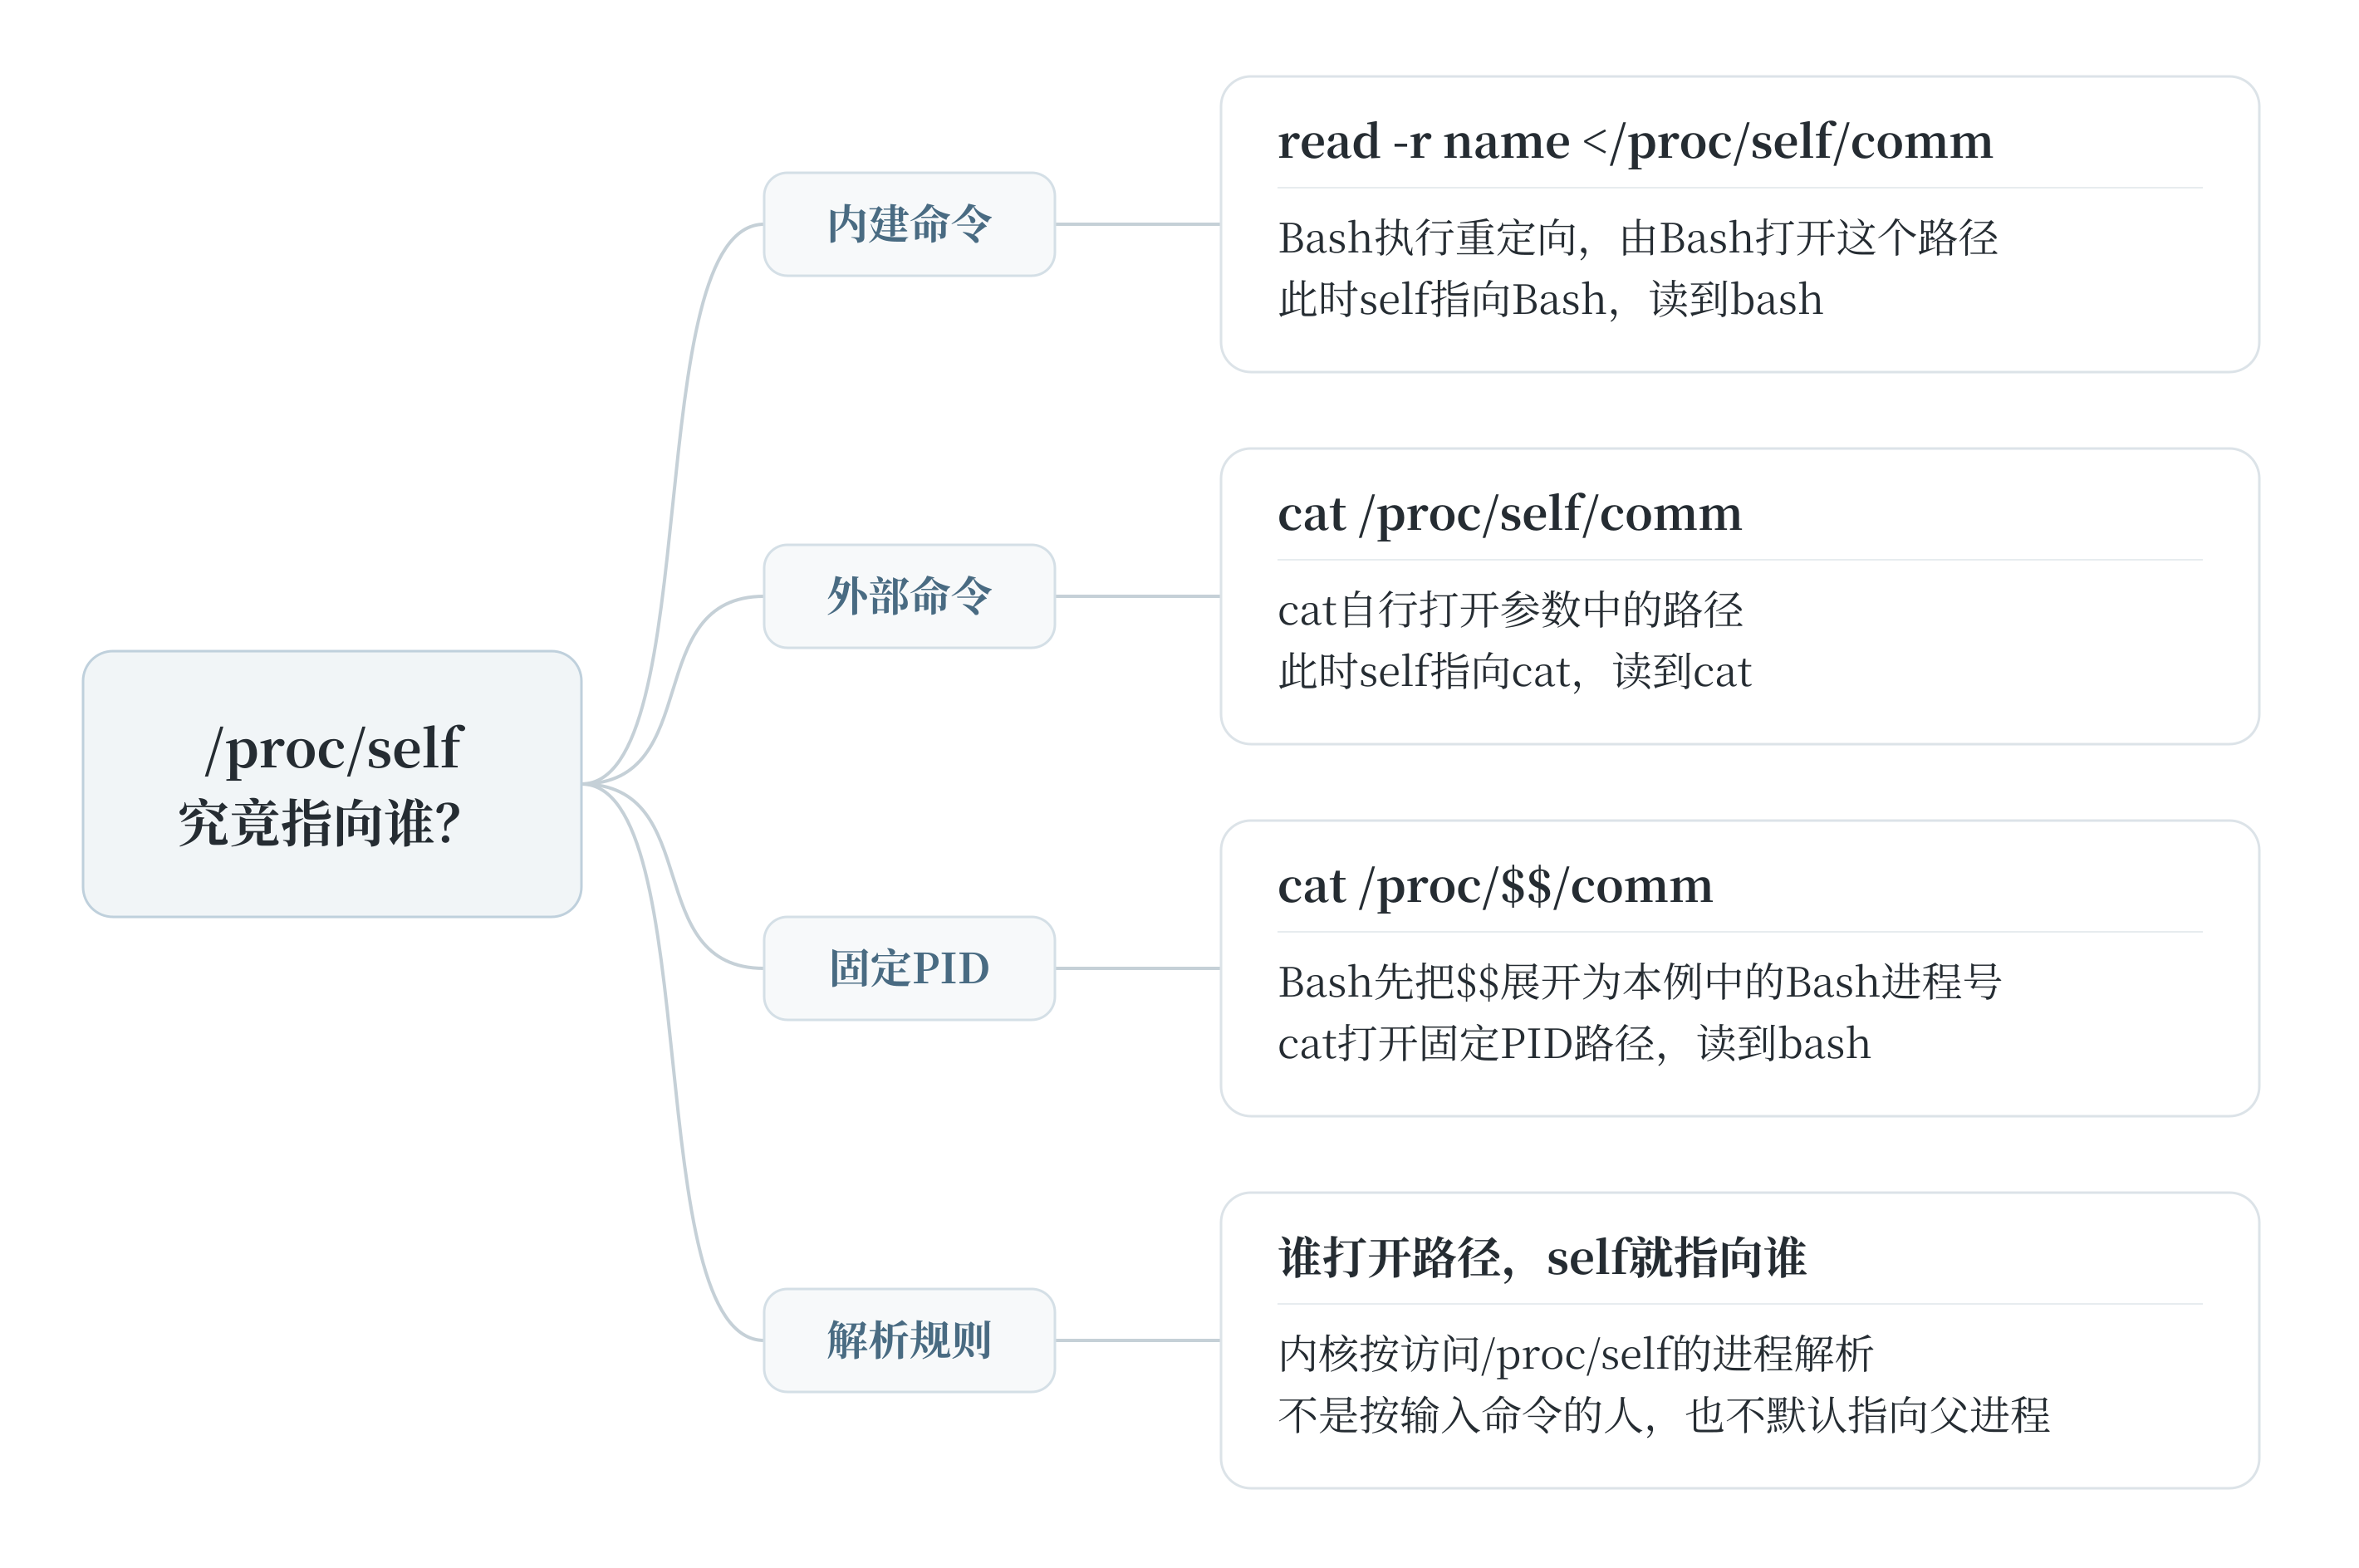 /proc/self
究竟指向谁?
内建命令
read -r name </proc/self/comm
Bash执行重定向，由Bash打开这个路径
此时self指向Bash，读到bash
外部命令
cat /proc/self/comm
cat自行打开参数中的路径
此时self指向cat，读到cat
固定PID
cat /proc/$$/comm
Bash先把$$展开为本例中的Bash进程号
cat打开固定PID路径，读到bash
解析规则
谁打开路径，self就指向谁
内核按访问/proc/self的进程解析
不是按输入命令的人，也不默认指向父进程